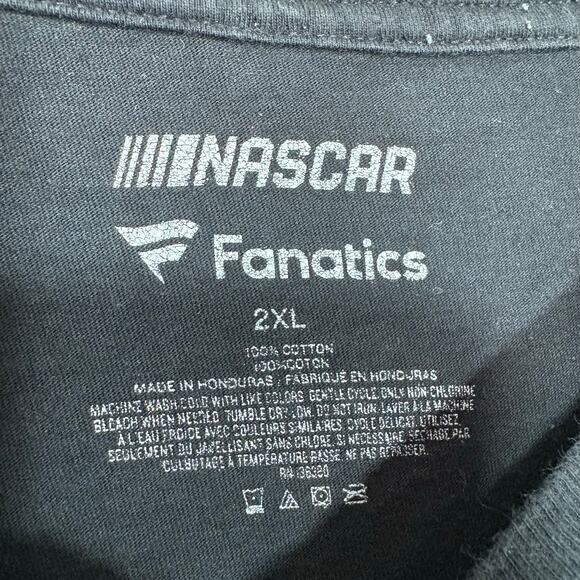 NASCAR
Fanatics
2XL
100% COTTON
100%COTON
MADE IN HONDURAS / FABRIQUÉ EN HONDURAS
MACHINE WASH COLD WITH LIKE COLORS. GENTLE CYCLE. ONLY NON-CHLORINE
BLEACH WHEN NEEDED. TUMBLE DRY LOW. DO NOT IRON. LAVER À LA MACHINE
À L'EAU FROIDE AVEC COULEURS SIMILAIRES. CYCLE DÉLICAT. UTILISEZ
SEULEMENT DU JAVELLISANT SANS CHLORE, SI NÉCESSAIRE. SÉCHAGE PAR
CULBUTAGE À TEMPÉRATURE BASSE. NE PAS REPASSER.
RN 136380